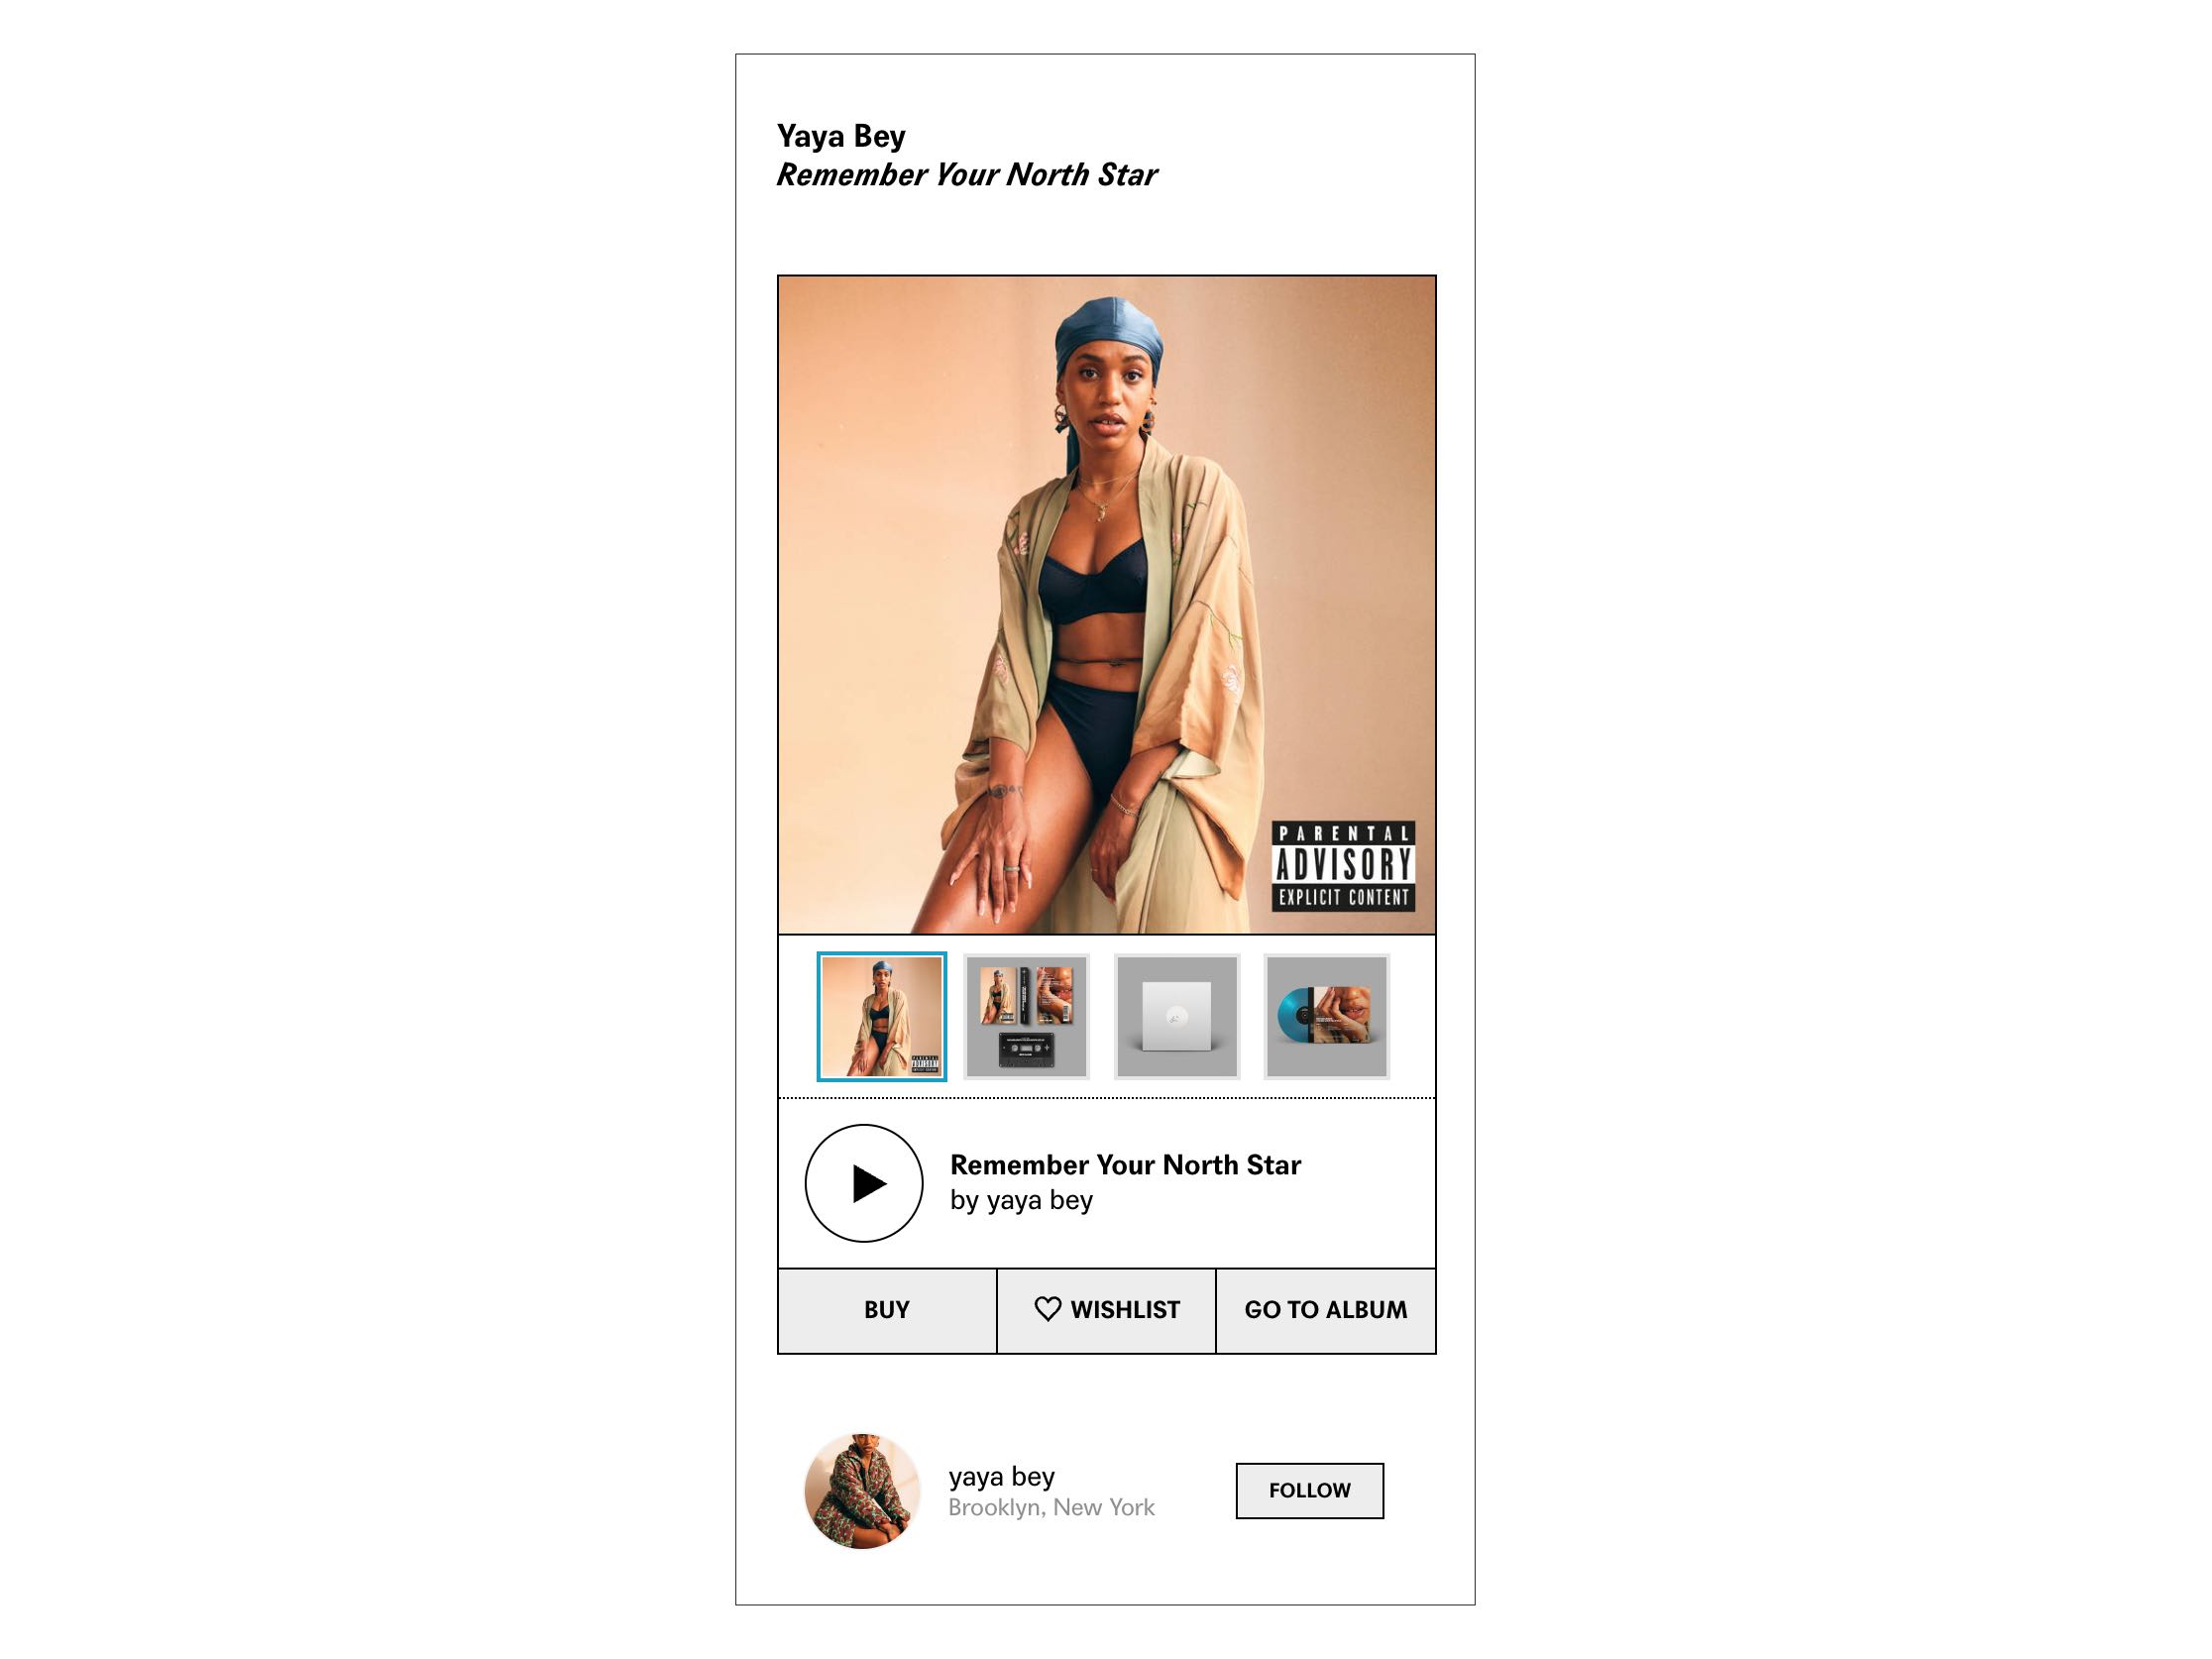 Yaya Bey
Remember Your North Star
PARENTAL
ADVISORY
EXPLICIT CONTENT
Remember Your North Star
by yaya bey
BUY
WISHLIST
GO TO ALBUM
yaya bey
Brooklyn, New York
FOLLOW